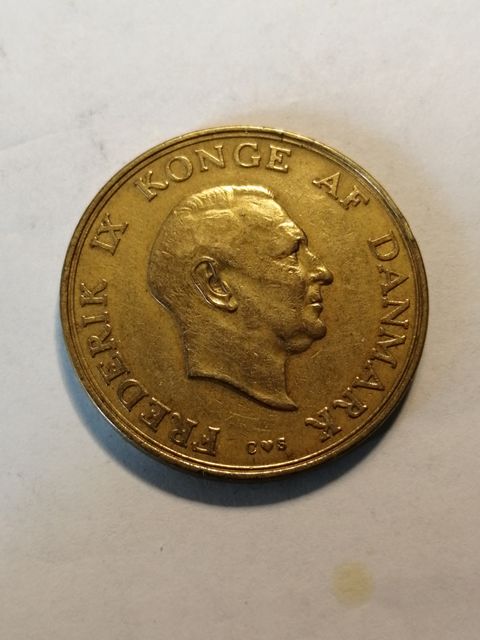 FREDERIK IX KONGE AF DANMARK
C♥S